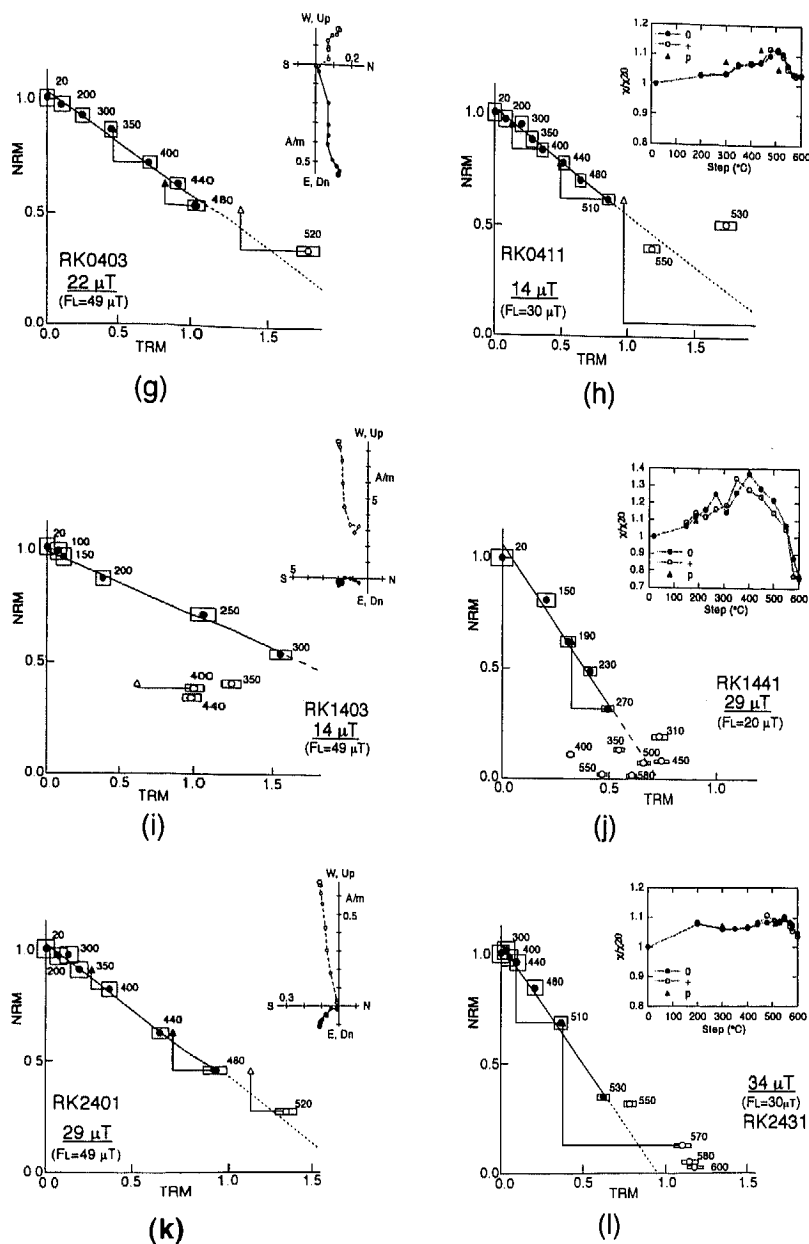 W, Up
S
0.2
N
A/m
0.5
E, Dn
1.0
NRM
0.5
0.0
20
200
300
350
400
440
480
520
RK0403
22 µT
(FL=49 µT)
0.0
0.5
1.0
1.5
TRM
(g)
1.2
1.1
χ/χ20
1
0.9
0.8
0
+
p
0 100 200 300 400 500 600
Step (°C)
1.0
NRM
0.5
0.0
20
200
300
350
400
440
480
510
530
550
RK0411
14 µT
(FL=30 µT)
0.0
0.5
1.0
1.5
TRM
(h)
W, Up
A/m
5
5
N
E, Dn
1.0
NRM
0.5
0.0
20
100
150
200
250
300
400
350
440
RK1403
14 µT
(FL=49 µT)
0.0
0.5
1.0
1.5
TRM
(i)
1.4
1.3
1.2
1.1
χ/χ20
1
0.9
0.8
0.7
0
+
p
0 100 200 300 400 500 600
Step (°C)
1.0
NRM
0.5
0.0
20
150
190
230
270
310
350
400
500
450
550
580
RK1441
29 µT
(FL=20 µT)
0.0
0.5
1.0
TRM
(j)
W, Up
A/m
0.5
0.3
S
N
E, Dn
1.0
NRM
0.5
0.0
20
300
200
350
400
440
480
520
RK2401
29 µT
(FL=49 µT)
0.0
0.5
1.0
1.5
TRM
(k)
1.2
1.1
χ/χ20
1
0.9
0.8
0
+
p
0 100 200 300 400 500 600
Step (°C)
1.0
NRM
0.5
0.0
300
400
440
480
510
530
550
570
580
600
34 µT
(FL=30µT)
RK2431
0.0
0.5
1.0
1.5
TRM
(l)